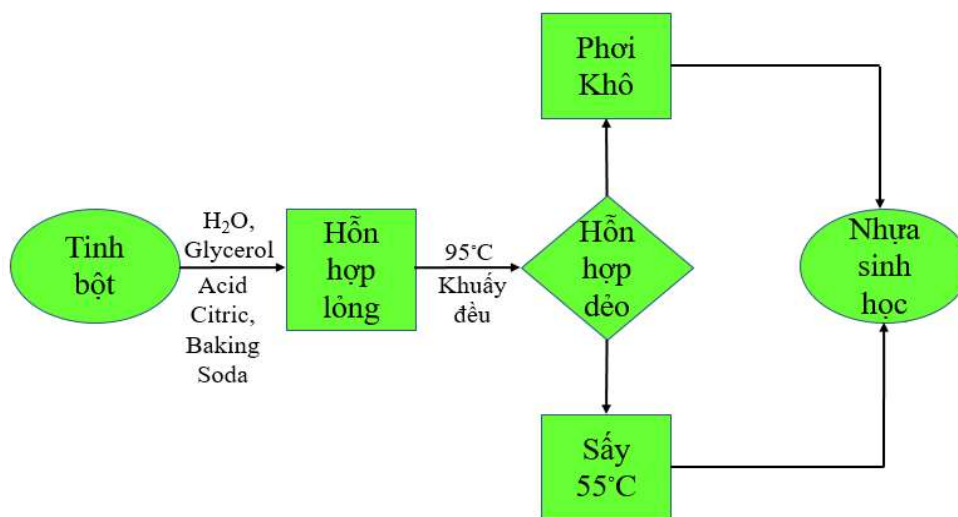 Phơi
Khô
Tinh
bột
H₂O,
Glycerol
Acid
Citric,
Baking
Soda
Hỗn
hợp
lỏng
95°C
Khuấy
đều
Hỗn
hợp
dẻo
Nhựa
sinh
học
Sấy
55°C